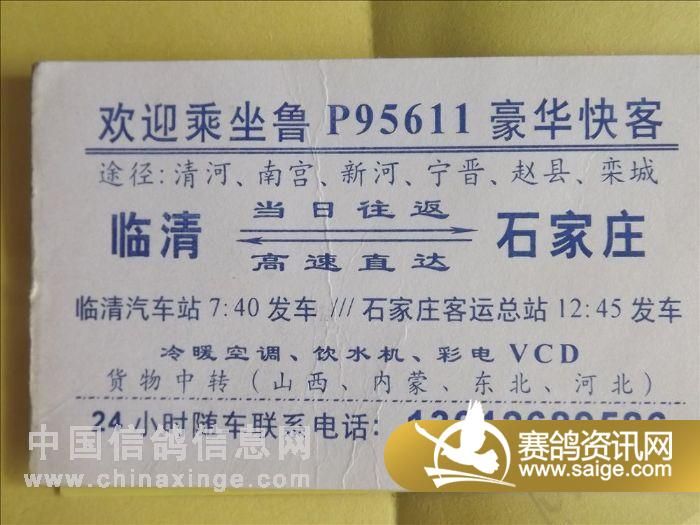 欢迎乘坐鲁 P95611 豪华快客
途径:清河、南宫、新河、宁晋、赵县、栾城
当日往返
临清 石家庄
高速直达
临清汽车站 7:40 发车 /// 石家庄客运总站 12:45 发车
冷暖空调、饮水机、彩电 VCD
货物中转(山西、内蒙、东北、河北)
24小时随车联系电话:
中国信鸽信息网
www.chinaxinge.com
赛鸽资讯网
www.saige.com